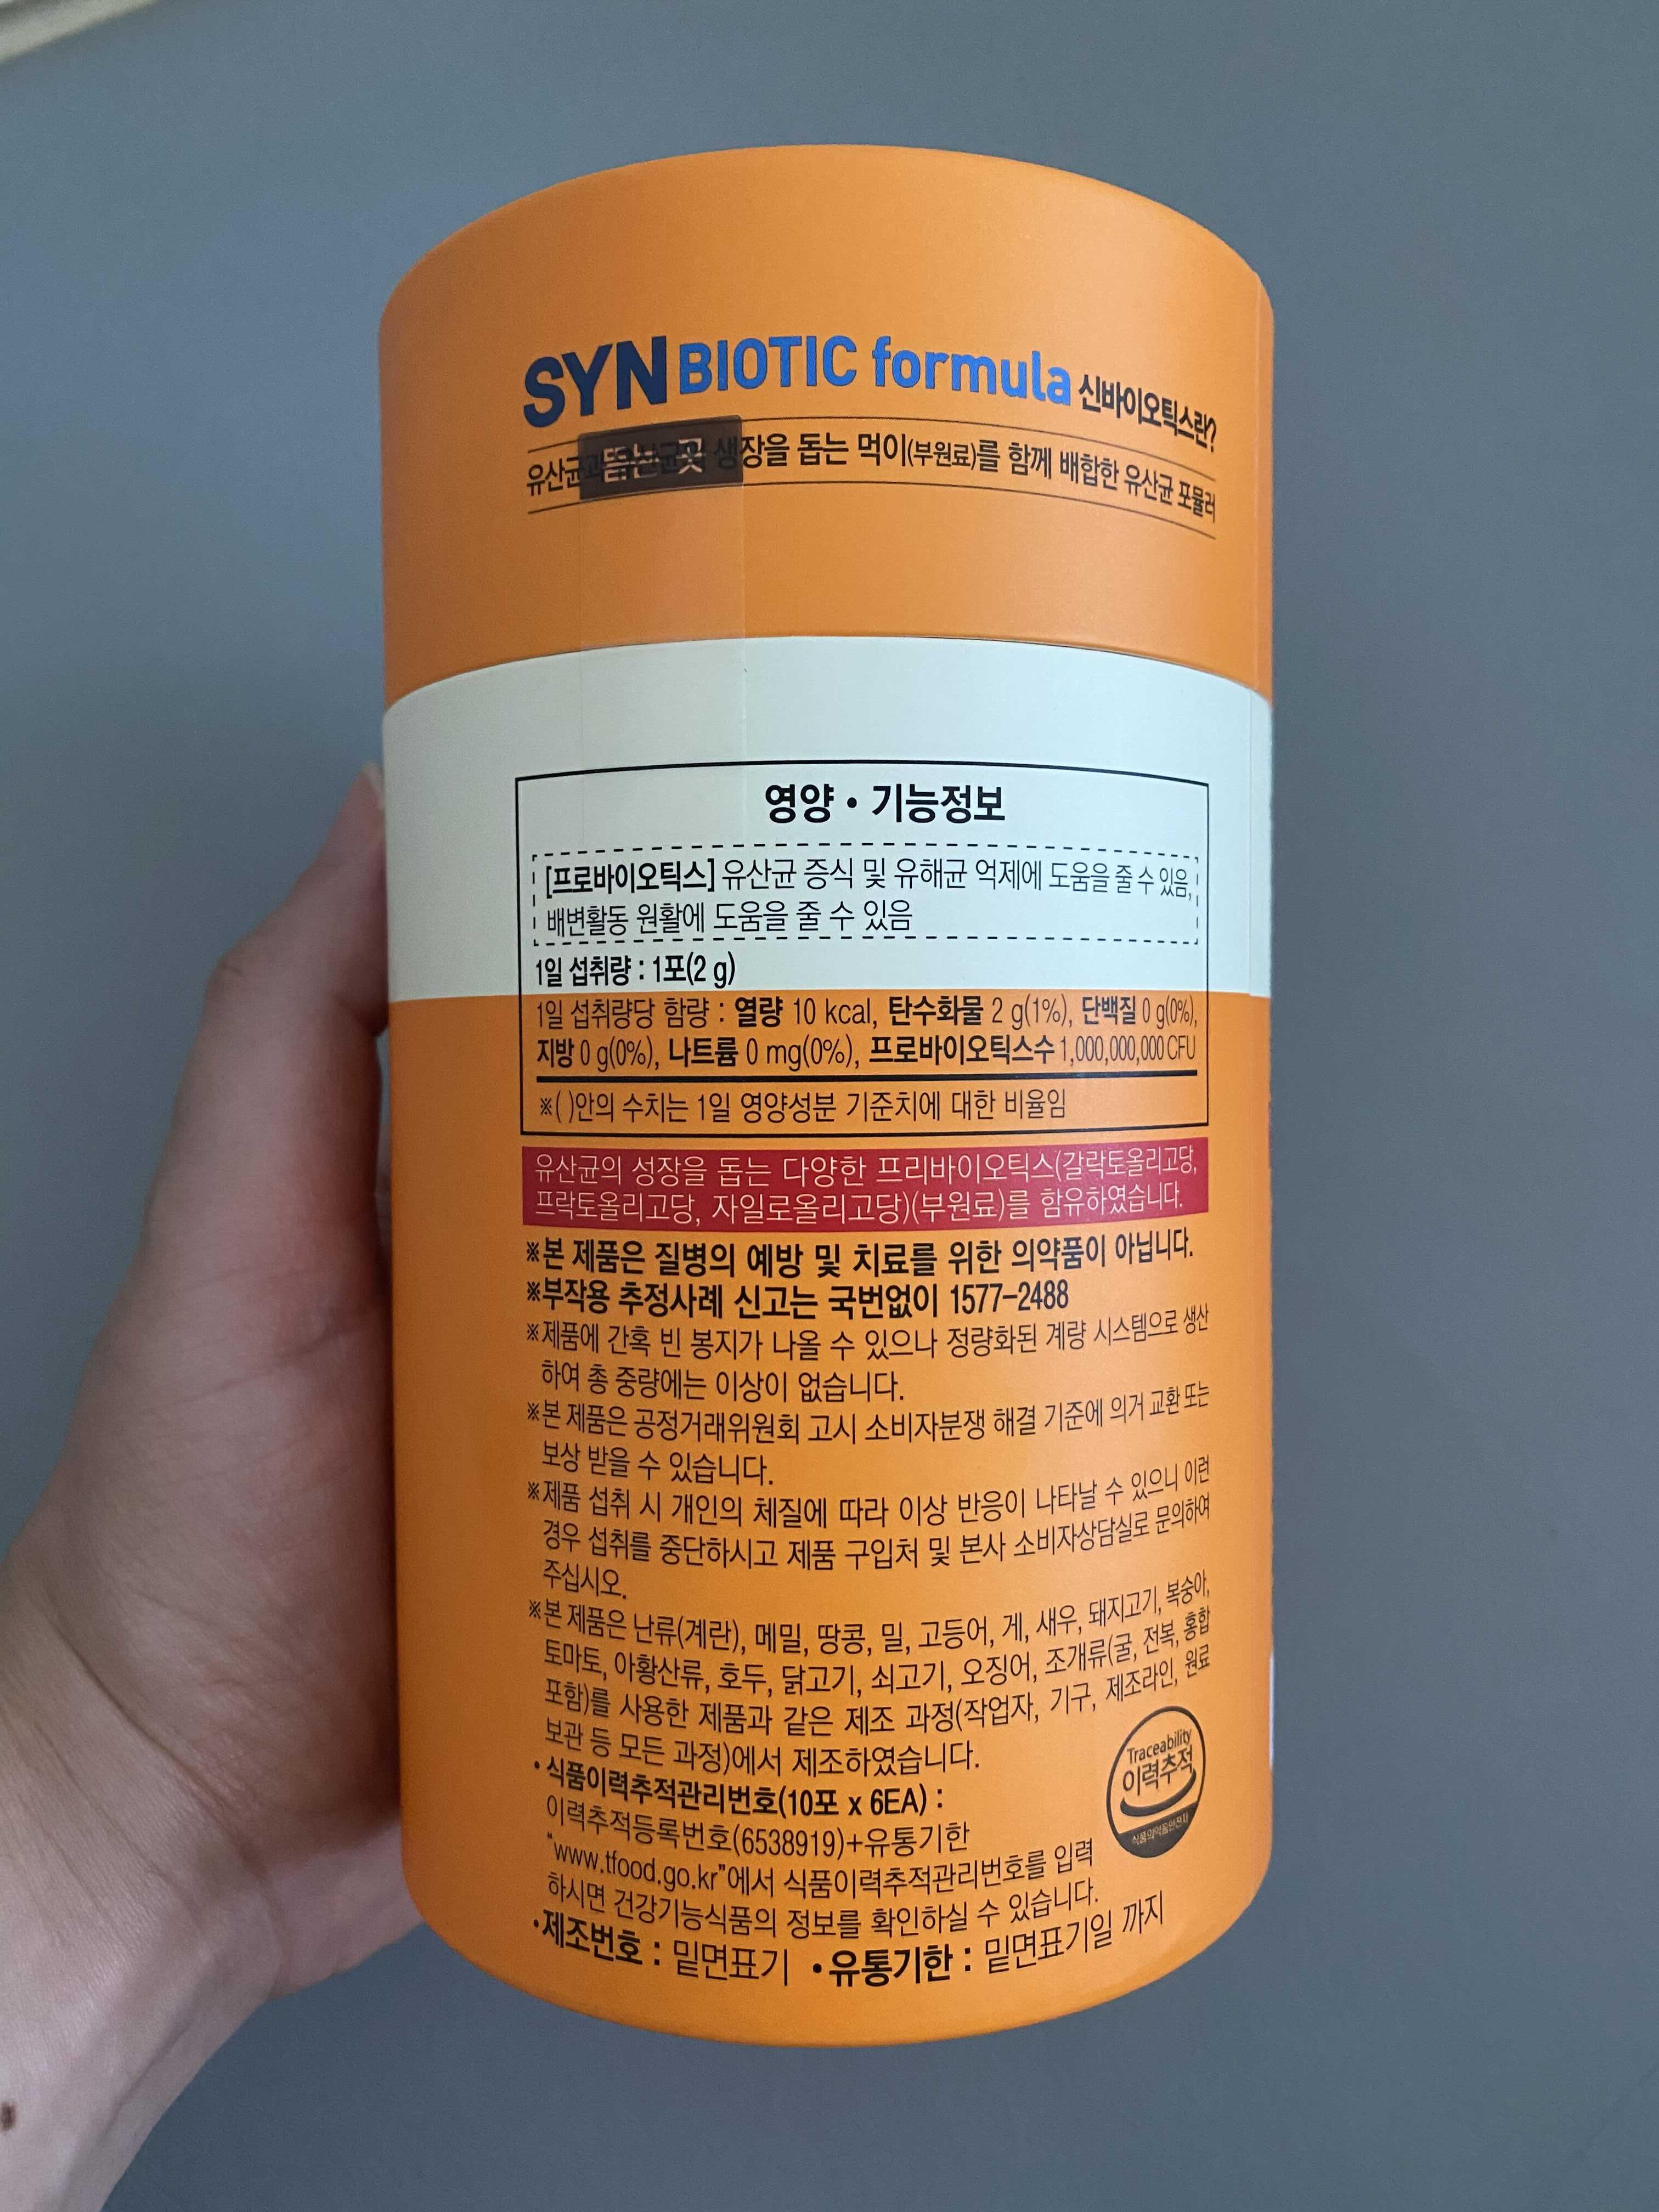 SYN BIOTIC formula 신바이오틱스란?
유산균과 유산균의 생장을 돕는 먹이(부원료)를 함께 배합한 유산균 포뮬러
뜯는 곳
영양 • 기능정보
[프로바이오틱스] 유산균 증식 및 유해균 억제에 도움을 줄 수 있음,
배변활동 원활에 도움을 줄 수 있음
1일 섭취량 : 1포(2 g)
1일 섭취량당 함량 : 열량 10 kcal, 탄수화물 2 g(1%), 단백질 0 g(0%),
지방 0 g(0%), 나트륨 0 mg(0%), 프로바이오틱스수 1,000,000,000 CFU
※( )안의 수치는 1일 영양성분 기준치에 대한 비율임
유산균의 성장을 돕는 다양한 프리바이오틱스(갈락토올리고당,
프락토올리고당, 자일로올리고당)(부원료)를 함유하였습니다.
※본 제품은 질병의 예방 및 치료를 위한 의약품이 아닙니다.
※부작용 추정사례 신고는 국번없이 1577-2488
※제품에 간혹 빈 봉지가 나올 수 있으나 정량화된 계량 시스템으로 생산
하여 총 중량에는 이상이 없습니다.
※본 제품은 공정거래위원회 고시 소비자분쟁 해결 기준에 의거 교환 또는
보상 받을 수 있습니다.
※제품 섭취 시 개인의 체질에 따라 이상 반응이 나타날 수 있으니 이런
경우 섭취를 중단하시고 제품 구입처 및 본사 소비자상담실로 문의하여
주십시오.
※본 제품은 난류(계란), 메밀, 땅콩, 밀, 고등어, 게, 새우, 돼지고기, 복숭아,
토마토, 아황산류, 호두, 닭고기, 쇠고기, 오징어, 조개류(굴, 전복, 홍합
포함)를 사용한 제품과 같은 제조 과정(작업자, 기구, 제조라인, 원료
보관 등 모든 과정)에서 제조하였습니다.
• 식품이력추적관리번호(10포 x 6EA) :
이력추적등록번호(6538919)+유통기한
"www.tfood.go.kr"에서 식품이력추적관리번호를 입력
하시면 건강기능식품의 정보를 확인하실 수 있습니다.
Traceability
이력추적
식품의약품안전처
•제조번호 : 밑면표기 •유통기한 : 밑면표기일 까지